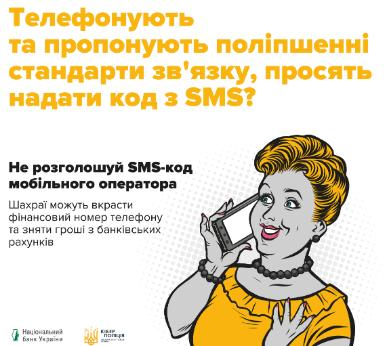 Телефонують
та пропонують поліпшенні
стандарти зв'язку, просять
надати код з SMS?
Не розголошуй SMS-код
мобільного оператора
Шахраї можуть вкрасти
фінансовий номер телефону
та зняти гроші з банківських
рахунків
Національний
Банк України
КІБЕР
ПОЛІЦІЯ